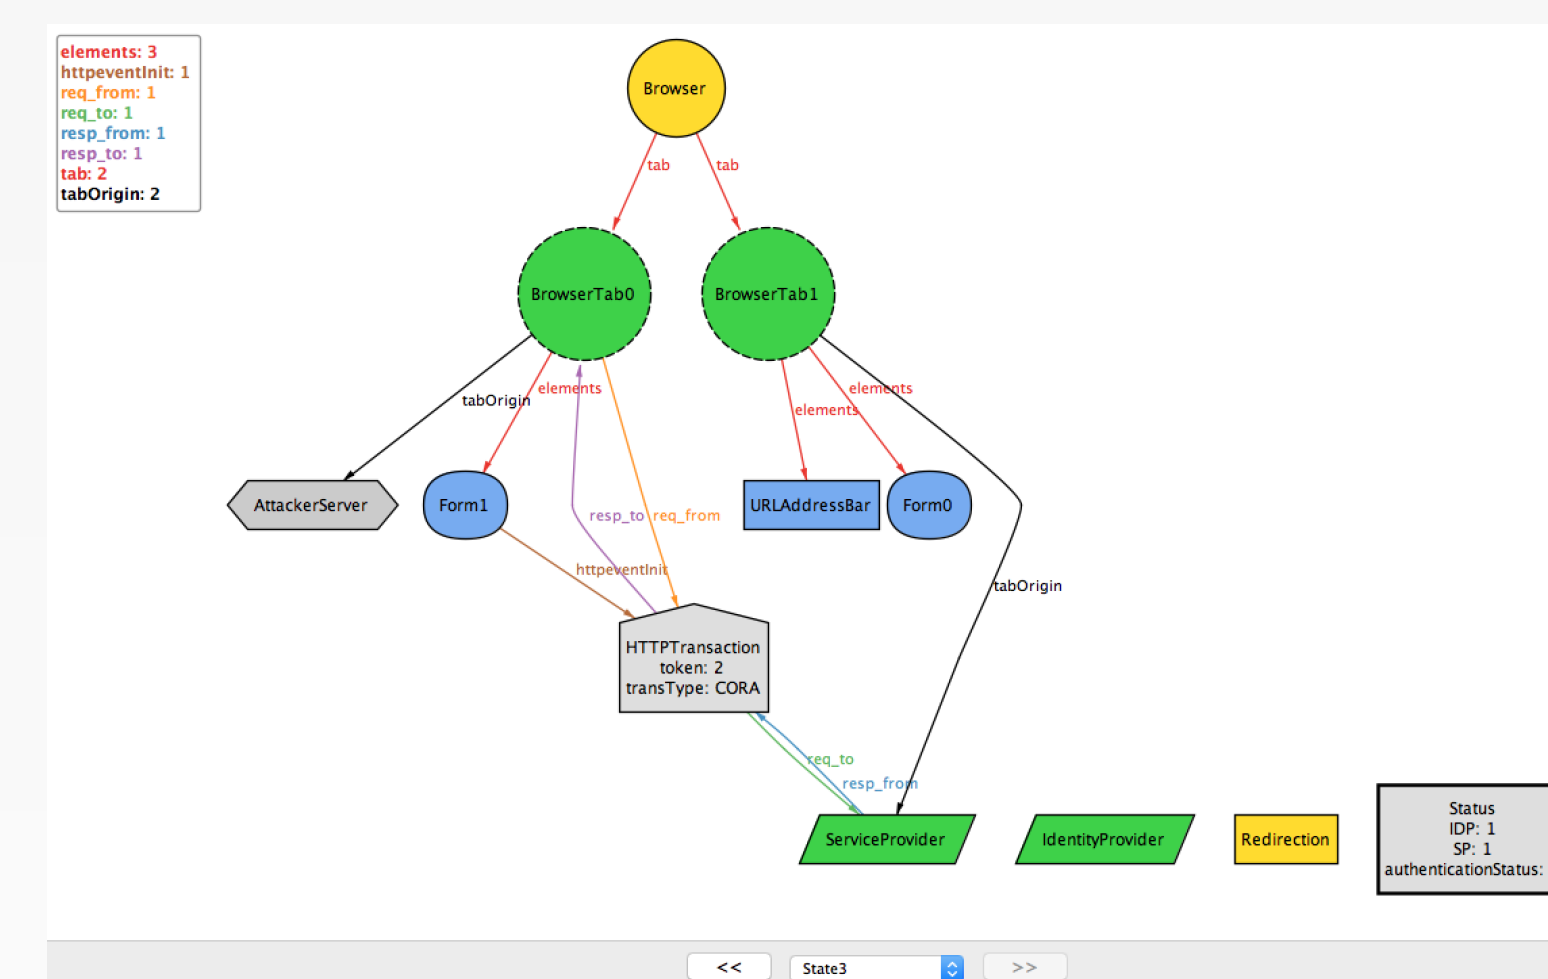 elements: 3
httpeventInit: 1
req_from: 1
req_to: 1
resp_from: 1
resp_to: 1
tab: 2
tabOrigin: 2
Browser
tab
tab
BrowserTab0
BrowserTab1
tabOrigin
elements
elements
elements
AttackerServer
Form1
URLAddressBar
Form0
resp_to
req_from
httpeventInit
tabOrigin
HTTPTransaction
token: 2
transType: CORA
req_to
resp_from
ServiceProvider
IdentityProvider
Redirection
Status
IDP: 1
SP: 1
authenticationStatus:
<<
State3
>>